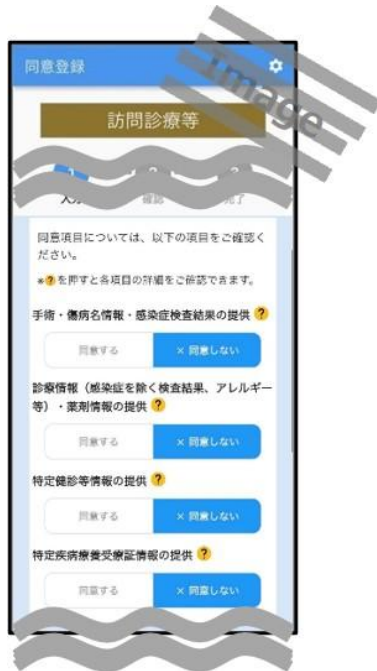 同意登録
Image
訪問診療等
確認
完了
同意項目については、以下の項目をご確認く
ださい。
※?を押すと各項目の詳細をご確認できます。
手術・傷病名情報・感染症検査結果の提供 ?
同意する
× 同意しない
診療情報（感染症を除く検査結果、アレルギー
等）・薬剤情報の提供 ?
同意する
× 同意しない
特定健診等情報の提供 ?
同意する
× 同意しない
特定疾病療養受療証情報の提供 ?
同意する
× 同意しない